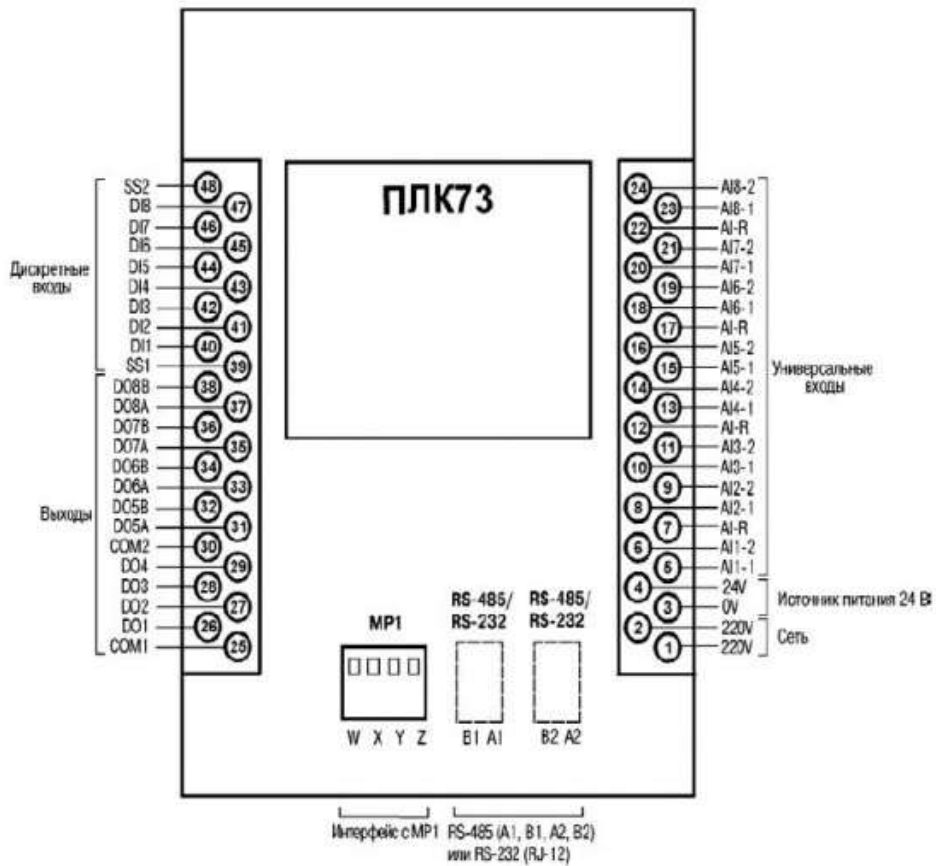 ПЛК73
SS2 48
DI8 47
DI7 46
DI6 45
DI5 44
DI4 43
DI3 42
DI2 41
DI1 40
SS1 39
Дискретные
входы
DO8B 38
DO8A 37
DO7B 36
DO7A 35
DO6B 34
DO6A 33
DO5B 32
DO5A 31
COM2 30
DO4 29
DO3 28
DO2 27
DO1 26
COM1 25
Выходы
24 AI8-2
23 AI8-1
22 AI-R
21 AI7-2
20 AI7-1
19 AI6-2
18 AI6-1
17 AI-R
16 AI5-2
15 AI5-1
14 AI4-2
13 AI4-1
12 AI-R
11 AI3-2
10 AI3-1
9 AI2-2
8 AI2-1
7 AI-R
6 AI1-2
5 AI1-1
Универсальные
входы
4 24V
3 0V
Источник питания 24 В
2 220V
1 220V
Сеть
MP1
W X Y Z
RS-485/
RS-232
B1 A1
RS-485/
RS-232
B2 A2
Интерфейс с МР1
RS-485 (A1, B1, A2, B2)
или RS-232 (RJ-12)